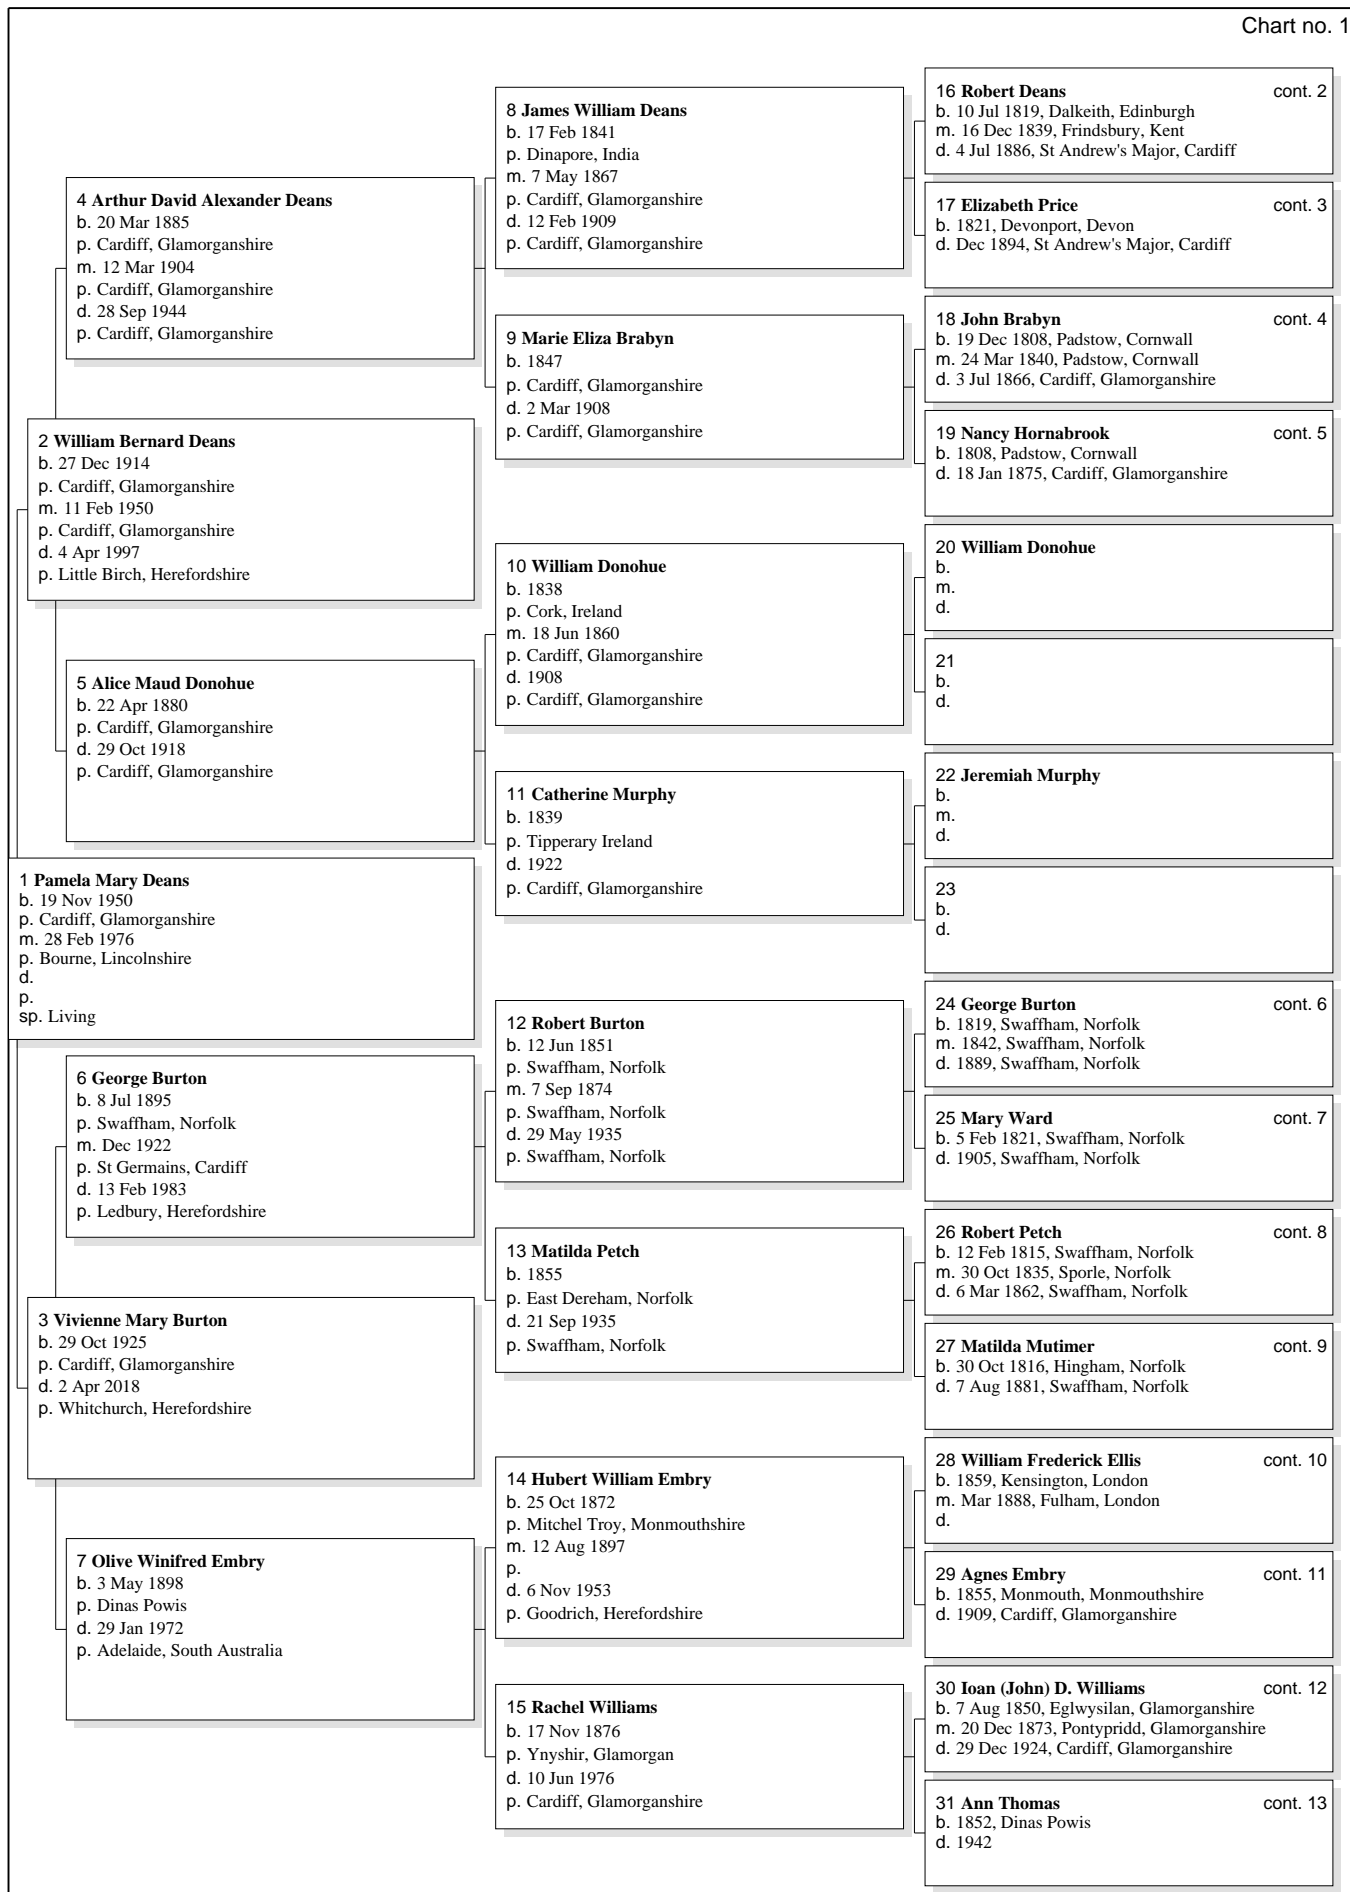 Chart no. 1
16 Robert Deans cont. 2
b. 10 Jul 1819, Dalkeith, Edinburgh
m. 16 Dec 1839, Frindsbury, Kent
d. 4 Jul 1886, St Andrew's Major, Cardiff
8 James William Deans
b. 17 Feb 1841
p. Dinapore, India
m. 7 May 1867
p. Cardiff, Glamorganshire
d. 12 Feb 1909
p. Cardiff, Glamorganshire
17 Elizabeth Price cont. 3
b. 1821, Devonport, Devon
d. Dec 1894, St Andrew's Major, Cardiff
4 Arthur David Alexander Deans
b. 20 Mar 1885
p. Cardiff, Glamorganshire
m. 12 Mar 1904
p. Cardiff, Glamorganshire
d. 28 Sep 1944
p. Cardiff, Glamorganshire
18 John Brabyn cont. 4
b. 19 Dec 1808, Padstow, Cornwall
m. 24 Mar 1840, Padstow, Cornwall
d. 3 Jul 1866, Cardiff, Glamorganshire
9 Marie Eliza Brabyn
b. 1847
p. Cardiff, Glamorganshire
d. 2 Mar 1908
p. Cardiff, Glamorganshire
19 Nancy Hornabrook cont. 5
b. 1808, Padstow, Cornwall
d. 18 Jan 1875, Cardiff, Glamorganshire
2 William Bernard Deans
b. 27 Dec 1914
p. Cardiff, Glamorganshire
m. 11 Feb 1950
p. Cardiff, Glamorganshire
d. 4 Apr 1997
p. Little Birch, Herefordshire
20 William Donohue
b.
m.
d.
10 William Donohue
b. 1838
p. Cork, Ireland
m. 18 Jun 1860
p. Cardiff, Glamorganshire
d. 1908
p. Cardiff, Glamorganshire
21
b.
d.
5 Alice Maud Donohue
b. 22 Apr 1880
p. Cardiff, Glamorganshire
d. 29 Oct 1918
p. Cardiff, Glamorganshire
22 Jeremiah Murphy
b.
m.
d.
11 Catherine Murphy
b. 1839
p. Tipperary Ireland
d. 1922
p. Cardiff, Glamorganshire
23
b.
d.
1 Pamela Mary Deans
b. 19 Nov 1950
p. Cardiff, Glamorganshire
m. 28 Feb 1976
p. Bourne, Lincolnshire
d.
p.
sp. Living
24 George Burton cont. 6
b. 1819, Swaffham, Norfolk
m. 1842, Swaffham, Norfolk
d. 1889, Swaffham, Norfolk
12 Robert Burton
b. 12 Jun 1851
p. Swaffham, Norfolk
m. 7 Sep 1874
p. Swaffham, Norfolk
d. 29 May 1935
p. Swaffham, Norfolk
25 Mary Ward cont. 7
b. 5 Feb 1821, Swaffham, Norfolk
d. 1905, Swaffham, Norfolk
6 George Burton
b. 8 Jul 1895
p. Swaffham, Norfolk
m. Dec 1922
p. St Germains, Cardiff
d. 13 Feb 1983
p. Ledbury, Herefordshire
26 Robert Petch cont. 8
b. 12 Feb 1815, Swaffham, Norfolk
m. 30 Oct 1835, Sporle, Norfolk
d. 6 Mar 1862, Swaffham, Norfolk
13 Matilda Petch
b. 1855
p. East Dereham, Norfolk
d. 21 Sep 1935
p. Swaffham, Norfolk
27 Matilda Mutimer cont. 9
b. 30 Oct 1816, Hingham, Norfolk
d. 7 Aug 1881, Swaffham, Norfolk
3 Vivienne Mary Burton
b. 29 Oct 1925
p. Cardiff, Glamorganshire
d. 2 Apr 2018
p. Whitchurch, Herefordshire
28 William Frederick Ellis cont. 10
b. 1859, Kensington, London
m. Mar 1888, Fulham, London
d.
14 Hubert William Embry
b. 25 Oct 1872
p. Mitchel Troy, Monmouthshire
m. 12 Aug 1897
p.
d. 6 Nov 1953
p. Goodrich, Herefordshire
29 Agnes Embry cont. 11
b. 1855, Monmouth, Monmouthshire
d. 1909, Cardiff, Glamorganshire
7 Olive Winifred Embry
b. 3 May 1898
p. Dinas Powis
d. 29 Jan 1972
p. Adelaide, South Australia
30 Ioan (John) D. Williams cont. 12
b. 7 Aug 1850, Eglwysilan, Glamorganshire
m. 20 Dec 1873, Pontypridd, Glamorganshire
d. 29 Dec 1924, Cardiff, Glamorganshire
15 Rachel Williams
b. 17 Nov 1876
p. Ynyshir, Glamorgan
d. 10 Jun 1976
p. Cardiff, Glamorganshire
31 Ann Thomas cont. 13
b. 1852, Dinas Powis
d. 1942